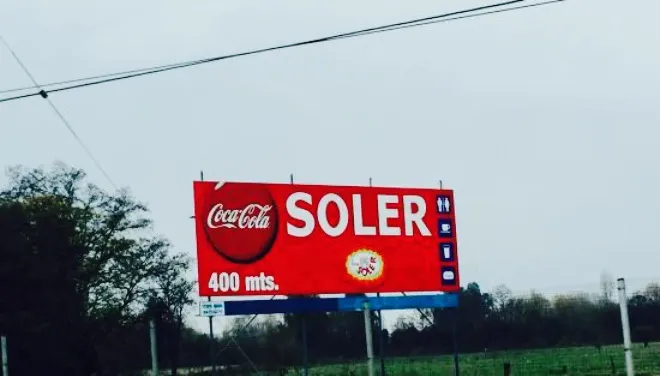 Coca-Cola
SOLER
400 mts.